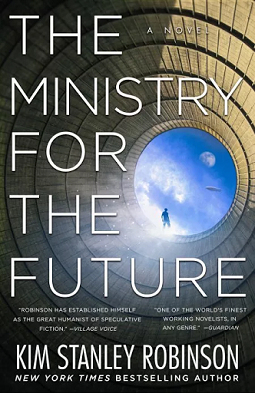 THE
A NOVEL
MINISTRY
FOR
THE
FUTURE
"ROBINSON HAS ESTABLISHED HIMSELF
AS THE GREAT HUMANIST OF SPECULATIVE
FICTION." —VILLAGE VOICE
"ONE OF THE WORLD'S FINEST
WORKING NOVELISTS, IN
ANY GENRE." —GUARDIAN
KIM STANLEY ROBINSON
NEW YORK TIMES BESTSELLING AUTHOR